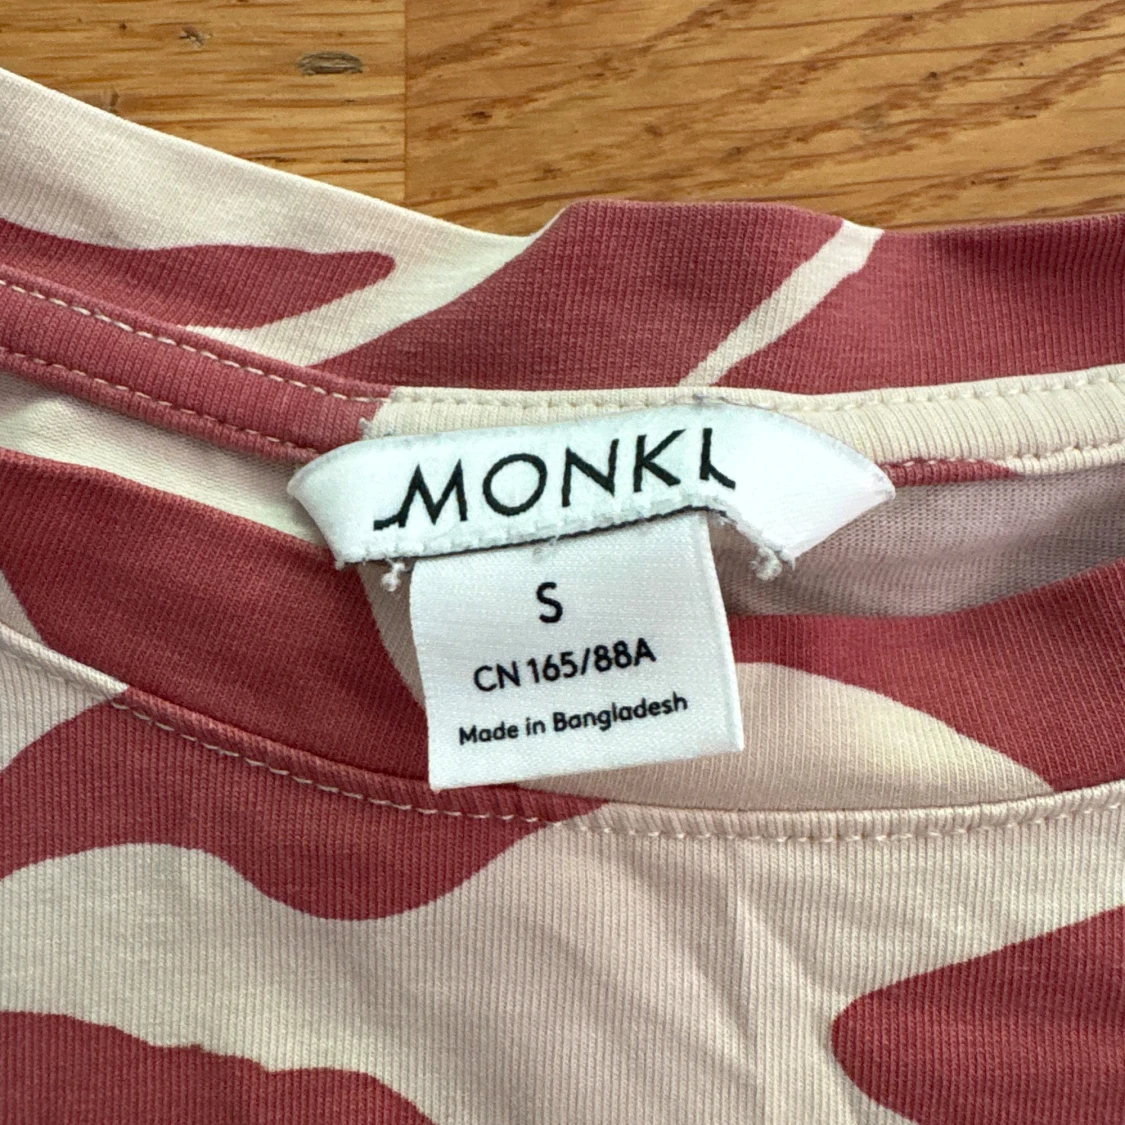 MONKI
S
CN 165/88A
Made in Bangladesh